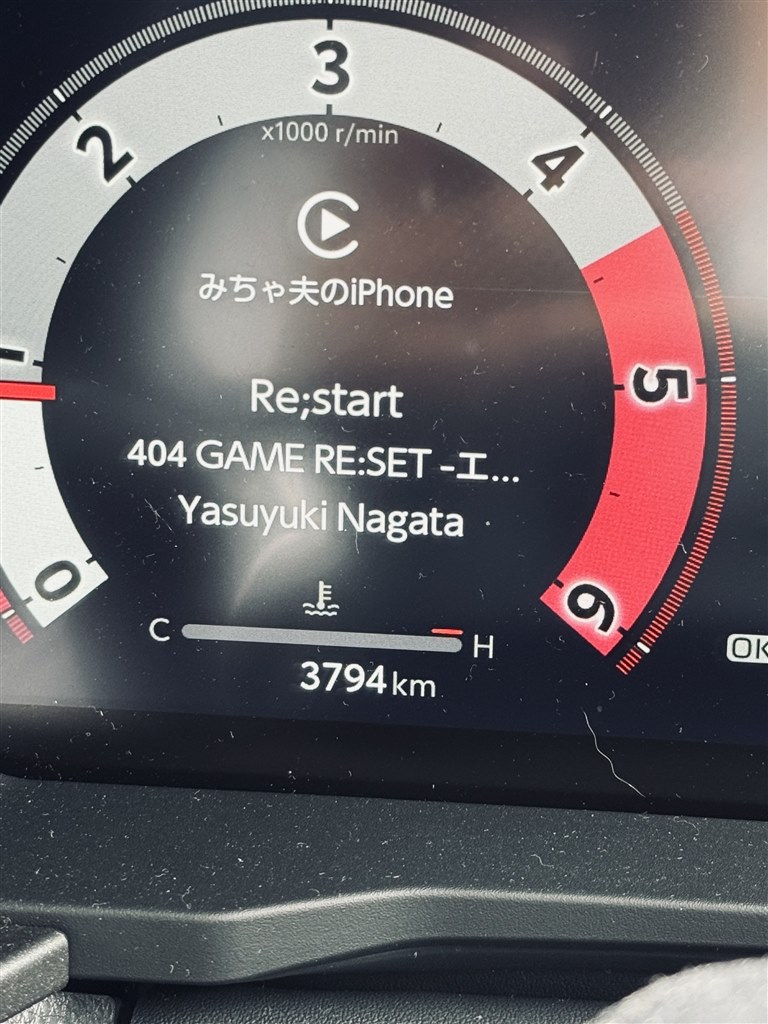 3
2
4
x1000 r/min
みちゃ夫のiPhone
1
5
Re;start
404 GAME RE:SET -エ...
Yasuyuki Nagata
0
6
C
H
3794 km
OK